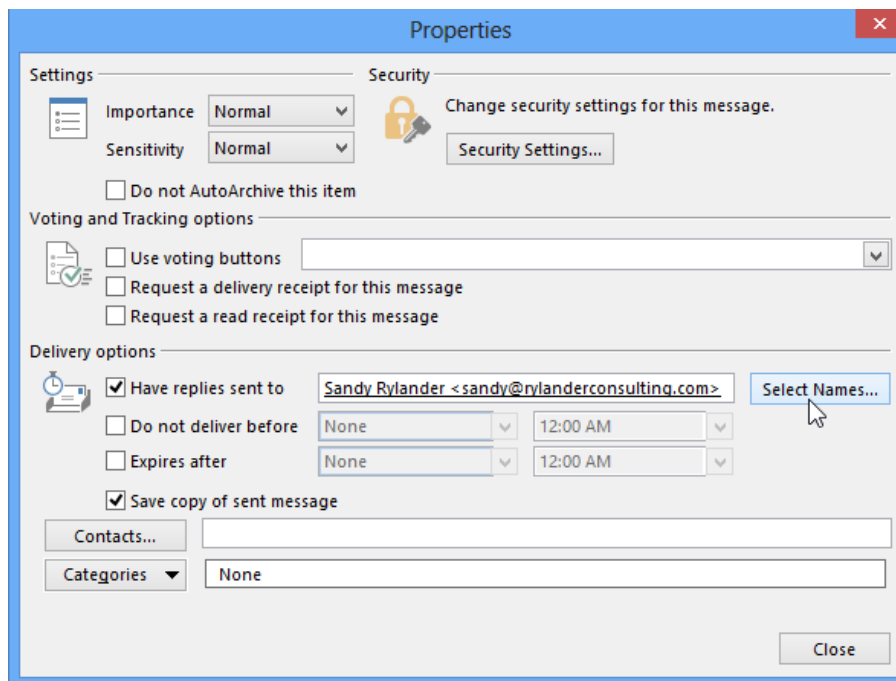 Properties
Settings Security
Importance Normal Change security settings for this message.
Sensitivity Normal Security Settings...
Do not AutoArchive this item
Voting and Tracking options
Use voting buttons
Request a delivery receipt for this message
Request a read receipt for this message
Delivery options
Have replies sent to Sandy Rylander <sandy@rylanderconsulting.com> Select Names...
Do not deliver before None 12:00 AM
Expires after None 12:00 AM
Save copy of sent message
Contacts...
Categories None
Close